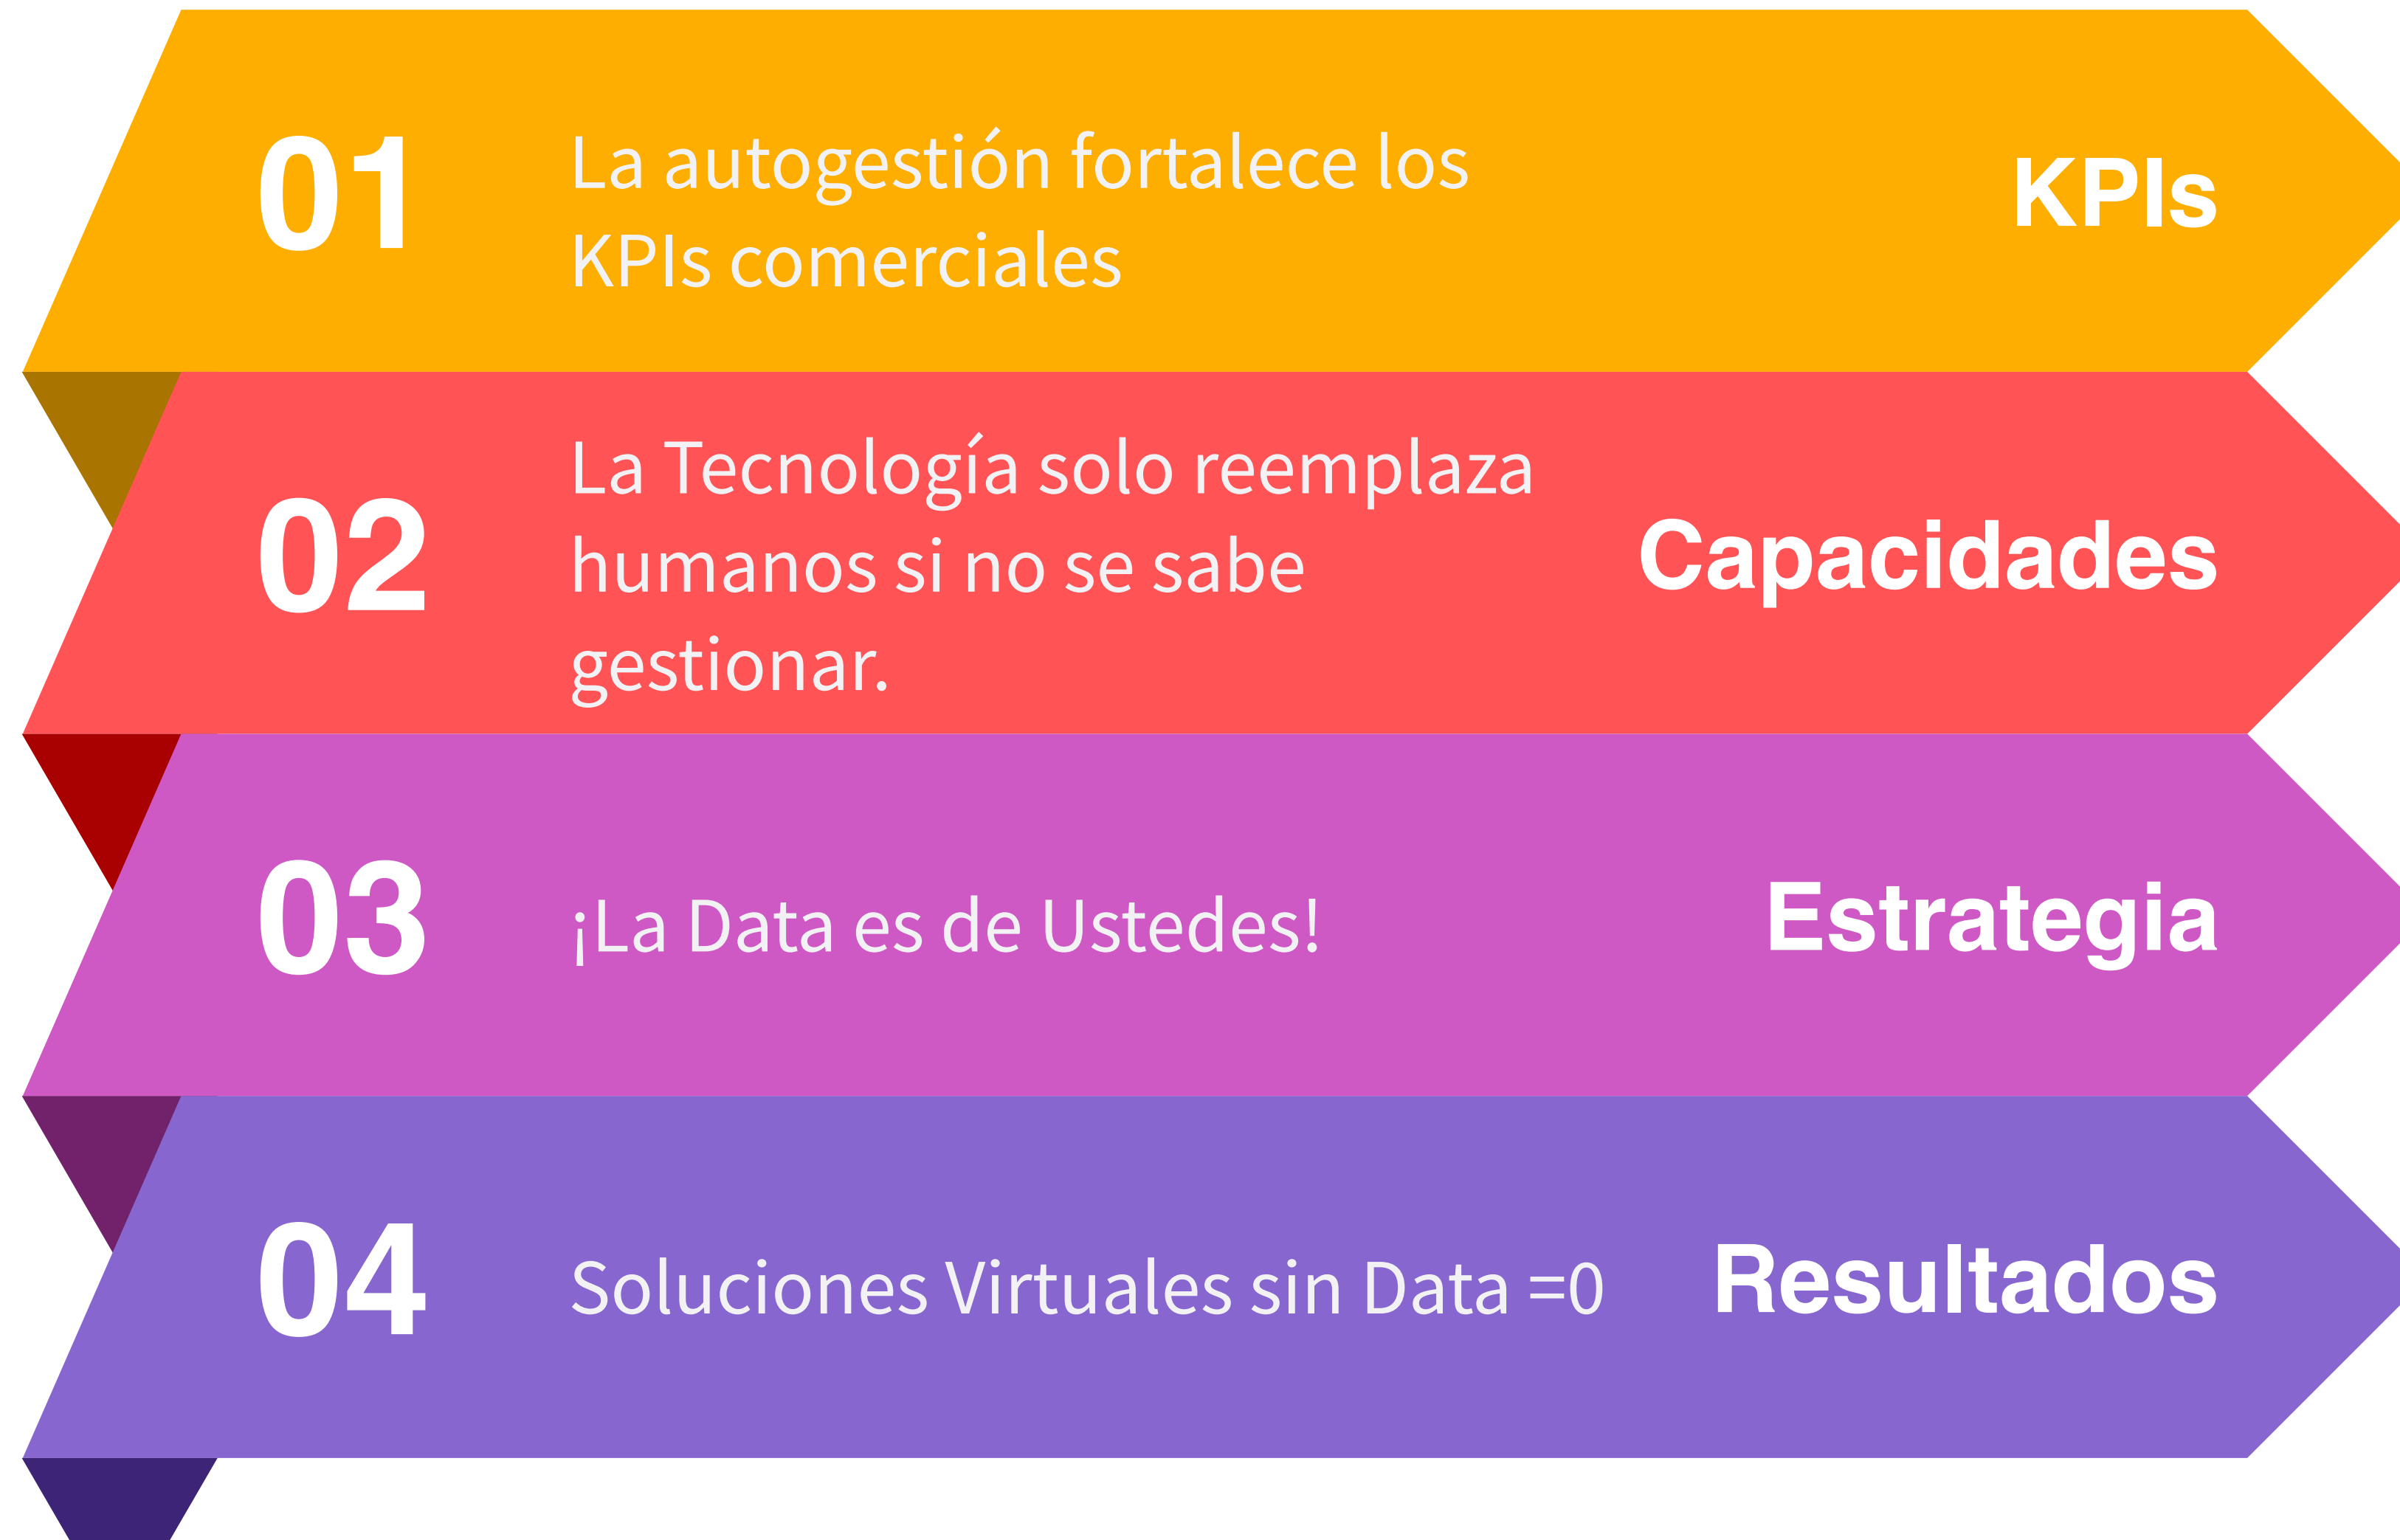 01
La autogestión fortalece los
KPIs comerciales
KPIs
02
La Tecnología solo reemplaza
humanos si no se sabe
gestionar.
Capacidades
03
¡La Data es de Ustedes!
Estrategia
04
Soluciones Virtuales sin Data =0
Resultados